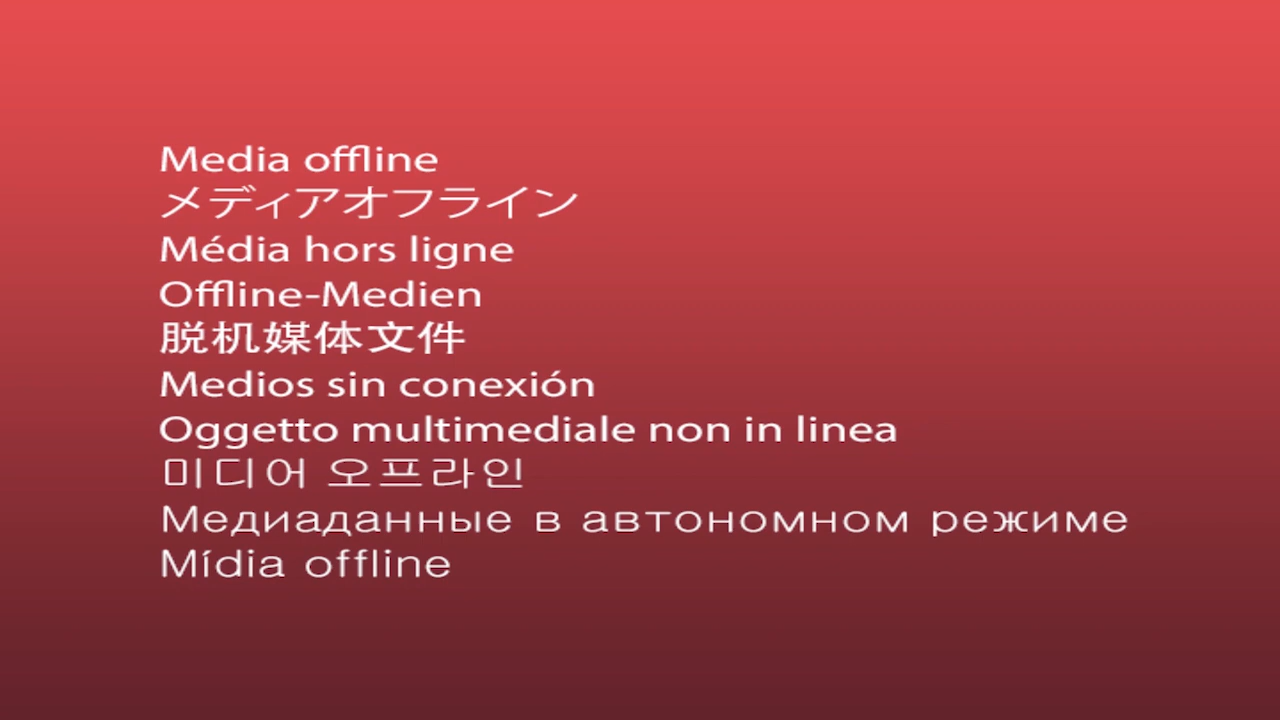 Media offline
メディアオフライン
Média hors ligne
Offline-Medien
脱机媒体文件
Medios sin conexión
Oggetto multimediale non in linea
미디어 오프라인
Медиаданные в автономном режиме
Mídia offline